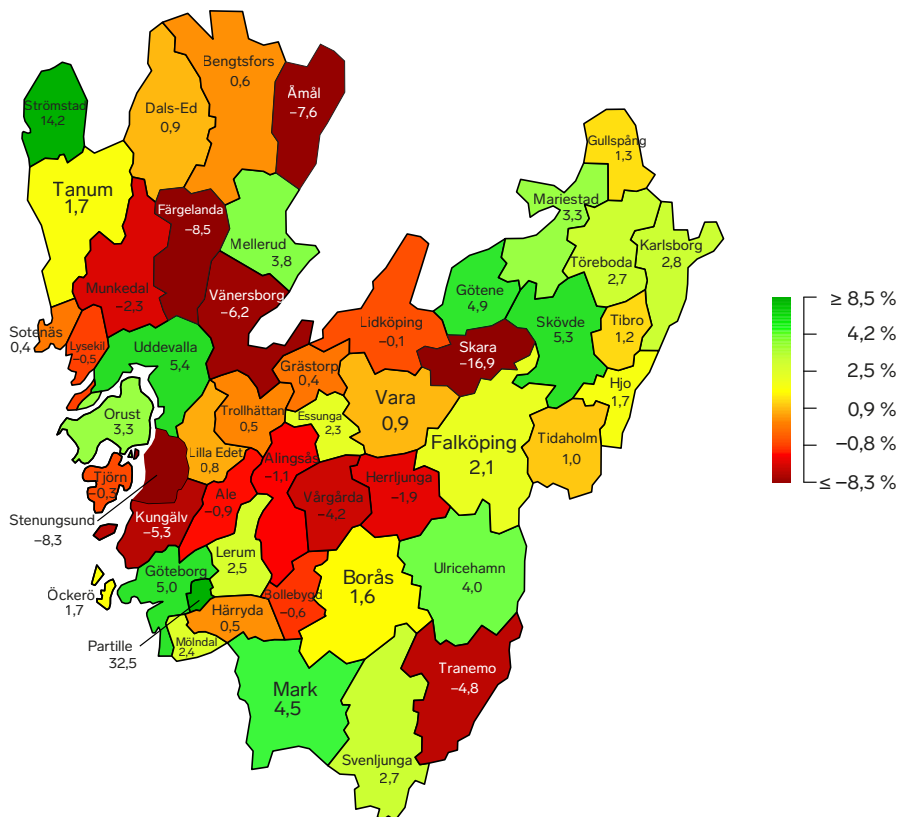 Bengtsfors
0,6
Åmål
−7,6
Strömstad
14,2
Dals-Ed
0,9
Gullspång
1,3
Tanum
1,7
Färgelanda
−8,5
Mariestad
3,3
Mellerud
3,8
Karlsborg
2,8
Töreboda
2,7
Munkedal
−2,3
Vänersborg
−6,2
Götene
4,9
Skövde
5,3
Tibro
1,2
Lidköping
−0,1
Sotenäs
0,4
Lysekil
−0,5
Uddevalla
5,4
Skara
−16,9
Grästorp
0,4
Hjo
1,7
Vara
0,9
Orust
3,3
Trollhättan
0,5
Essunga
2,3
Falköping
2,1
Tidaholm
1,0
Lilla Edet
0,8
Alingsås
−1,1
Tjörn
−0,3
Herrljunga
−1,9
Ale
−0,9
Vårgårda
−4,2
Stenungsund
−8,3
Kungälv
−5,3
Lerum
2,5
Göteborg
5,0
Ulricehamn
4,0
Borås
1,6
Öckerö
1,7
Bollebygd
−0,6
Härryda
0,5
Partille
32,5
Mölndal
2,4
Tranemo
−4,8
Mark
4,5
Svenljunga
2,7
≥ 8,5 %
4,2 %
2,5 %
0,9 %
−0,8 %
≤ −8,3 %